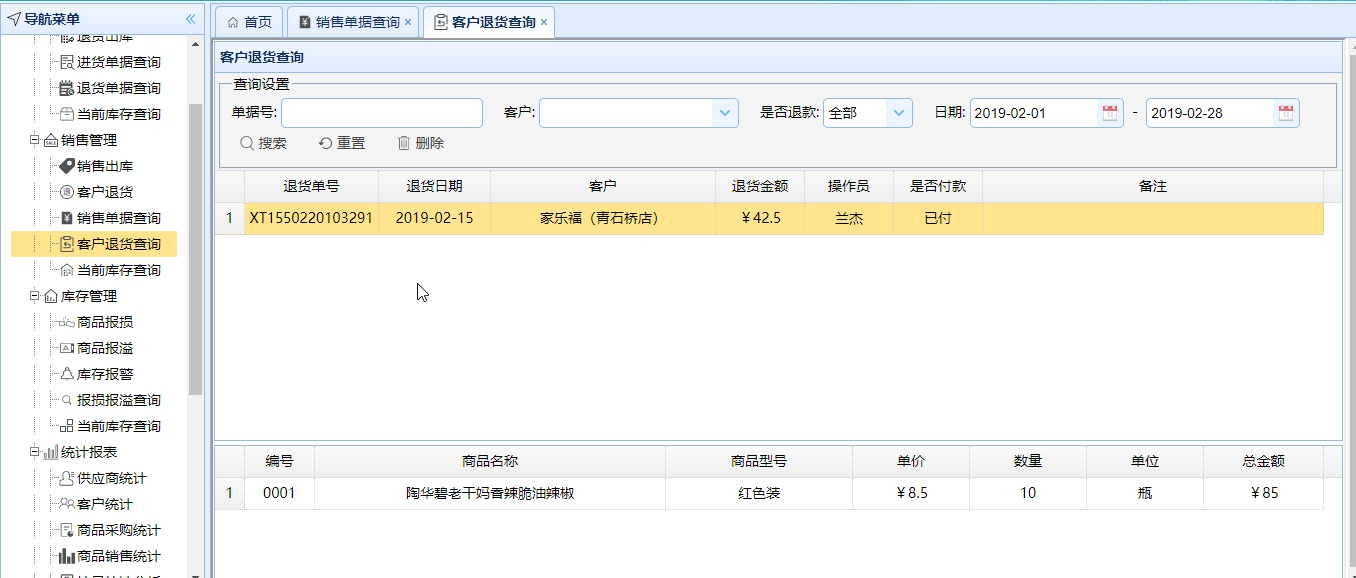 导航菜单
退货出库
进货单据查询
退货单据查询
当前库存查询
销售管理
销售出库
客户退货
销售单据查询
客户退货查询
当前库存查询
库存管理
商品报损
商品报溢
库存报警
报损报溢查询
当前库存查询
统计报表
供应商统计
客户统计
商品采购统计
商品销售统计
首页 销售单据查询 × 客户退货查询 ×
客户退货查询
查询设置
单据号: 客户: 是否退款: 全部 日期: 2019-02-01 - 2019-02-28
搜索 重置 删除
退货单号 退货日期 客户 退货金额 操作员 是否付款 备注
1 XT1550220103291 2019-02-15 家乐福（青石桥店） ￥42.5 兰杰 已付
编号 商品名称 商品型号 单价 数量 单位 总金额
1 0001 陶华碧老干妈香辣脆油辣椒 红色装 ￥8.5 10 瓶 ￥85